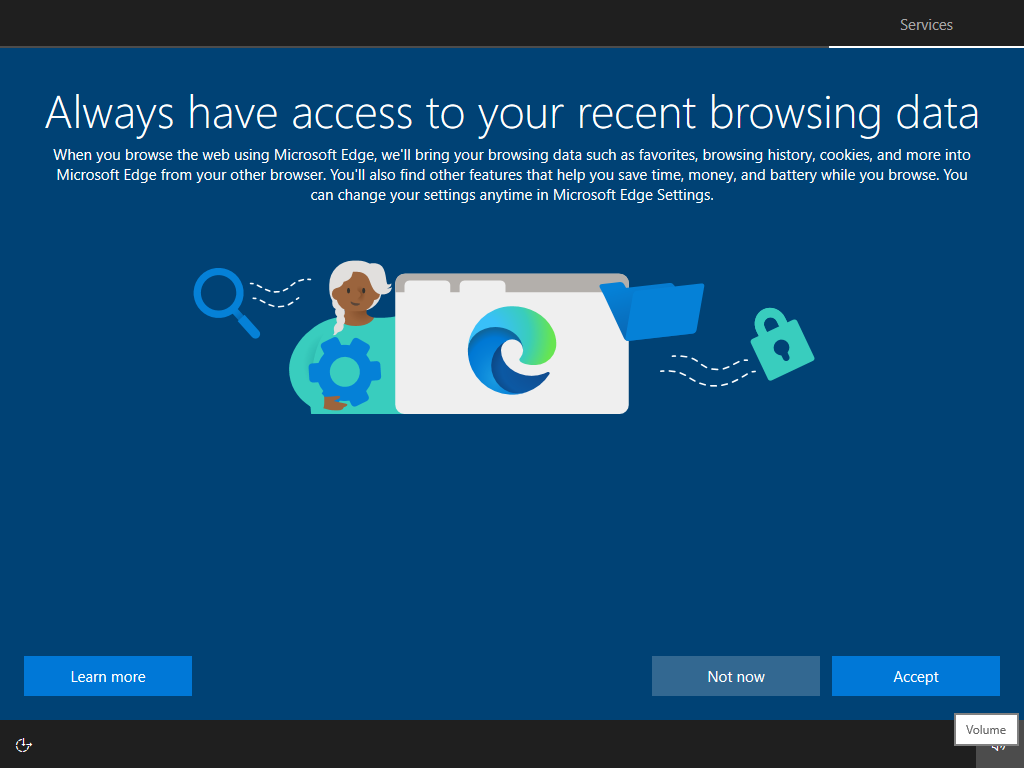 Services
Always have access to your recent browsing data
When you browse the web using Microsoft Edge, we'll bring your browsing data such as favorites, browsing history, cookies, and more into
Microsoft Edge from your other browser. You'll also find other features that help you save time, money, and battery while you browse. You
can change your settings anytime in Microsoft Edge Settings.
Learn more
Not now
Accept
Volume